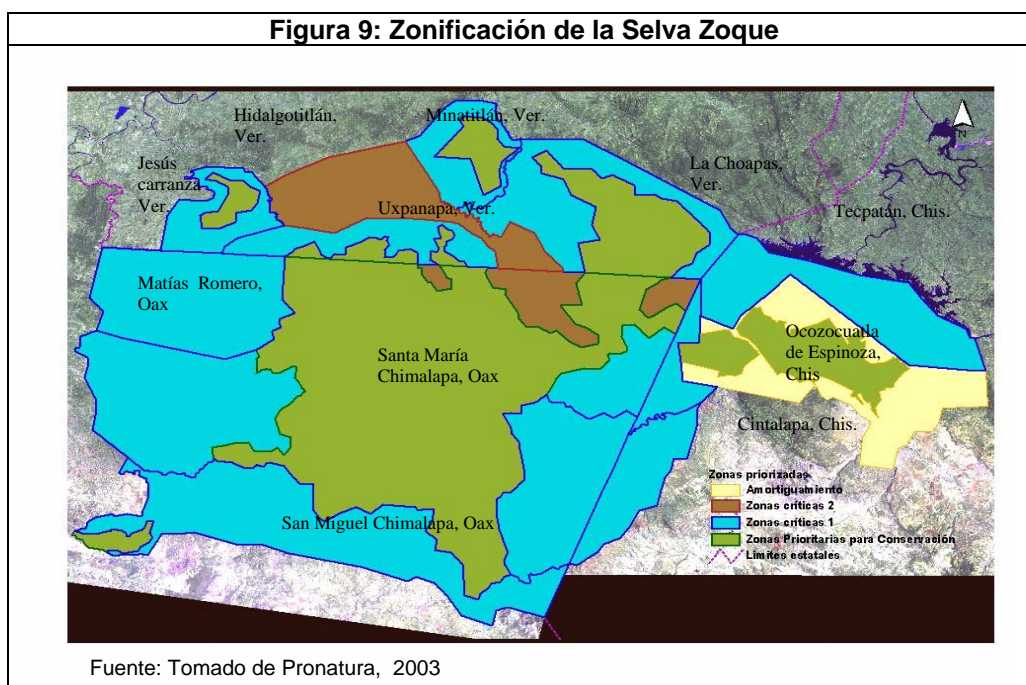 Figura 9: Zonificación de la Selva Zoque
Hidalgotitlán,
Ver.
Minatitlán, Ver.
Jesús
carranza
Ver.
La Choapas,
Ver.
Uxpanapa, Ver.
Tecpatán, Chis.
Matías Romero,
Oax
Santa María
Chimalapa, Oax
Ocozocuatla
de Espinoza,
Chis
Cintalapa, Chis.
San Miguel Chimalapa, Oax
N
Zonas priorizadas
Amortiguamiento
Zonas críticas 2
Zonas críticas 1
Zonas Prioritarias para Conservación
Limites estatales
Fuente: Tomado de Pronatura, 2003